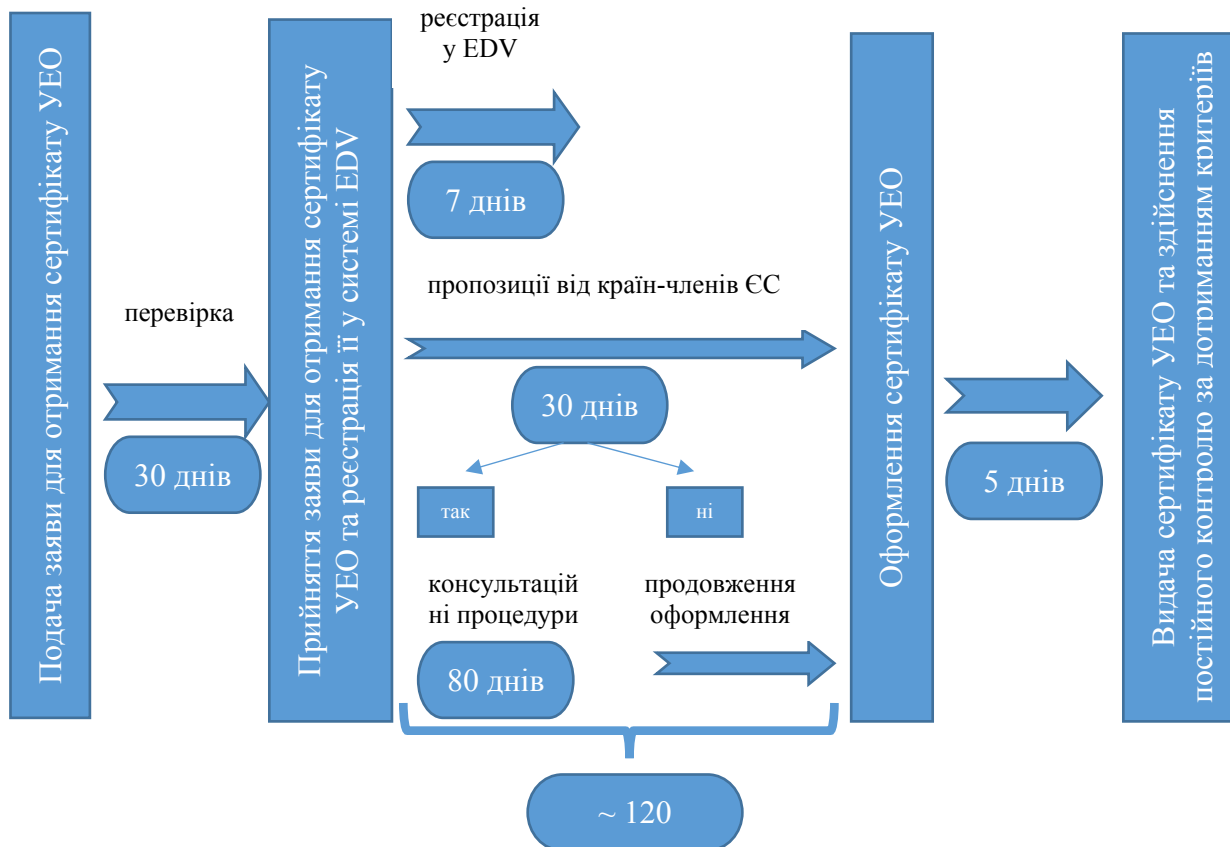 Подача заяви для отримання сертифікату УЕО
перевірка
30 днів
Прийняття заяви для отримання сертифікату
УЕО та реєстрація її у системі EDV
реєстрація
у EDV
7 днів
пропозиції від країн-членів ЄС
30 днів
так
ні
консультацій
ні процедури
80 днів
продовження
оформлення
~ 120
Оформлення сертифікату УЕО
5 днів
Видача сертифікату УЕО та здійснення
постійного контролю за дотриманням критеріїв